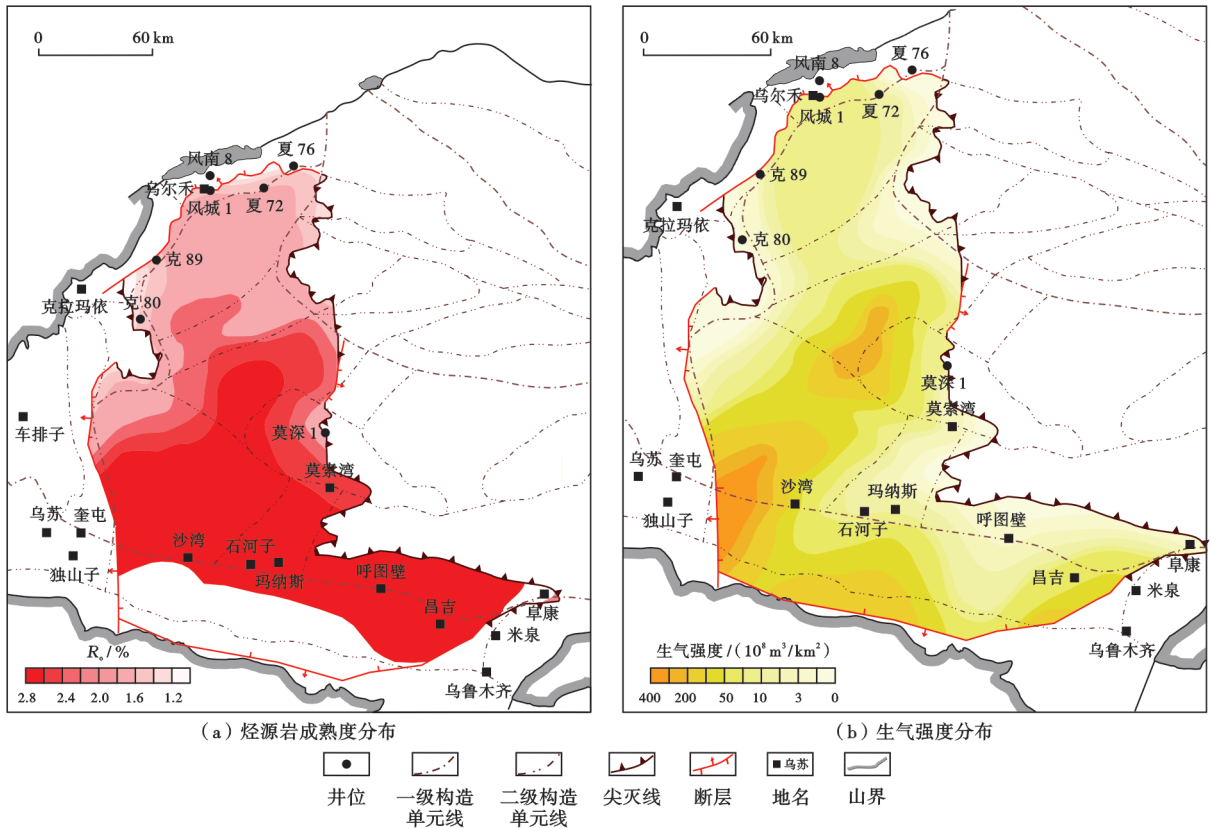 0 60 km
夏 76
风南 8
乌尔禾
风城 1
夏 72
克 89
克拉玛依
克 80
车排子
莫深 1
莫索湾
乌苏 奎屯
独山子
沙湾
石河子
玛纳斯
呼图壁
昌吉
阜康
米泉
乌鲁木齐
Rₒ/%
2.8 2.4 2.0 1.6 1.2
(a) 烃源岩成熟度分布
0 60 km
夏 76
风南 8
乌尔禾
风城 1
夏 72
克 89
克拉玛依
克 80
莫深 1
莫索湾
乌苏 奎屯
独山子
沙湾
玛纳斯
石河子
呼图壁
阜康
昌吉
米泉
乌鲁木齐
生气强度/(10⁸ m³/km²)
400 200 50 10 3 0
(b) 生气强度分布
乌苏
井位 一级构造单元线 二级构造单元线 尖灭线 断层 地名 山界